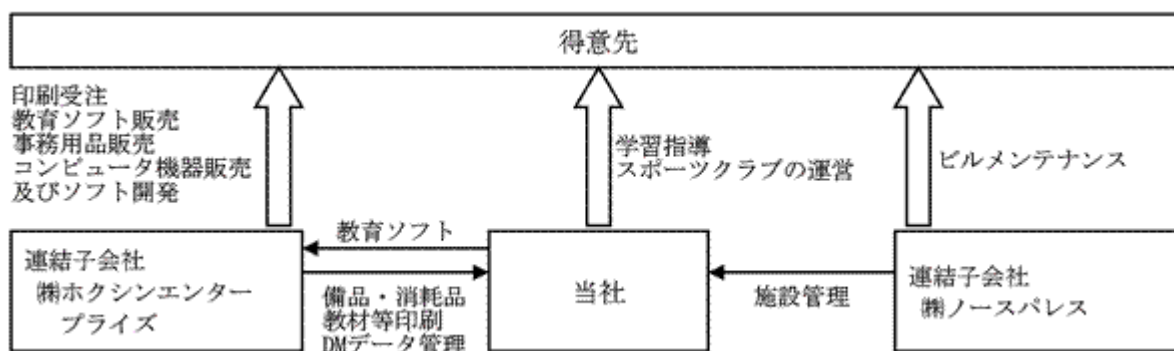 得意先
印刷受注
教育ソフト販売
事務用品販売
コンピュータ機器販売
及びソフト開発
学習指導
スポーツクラブの運営
ビルメンテナンス
連結子会社
㈱ホクシンエンター
プライズ
教育ソフト
備品・消耗品
教材等印刷
DMデータ管理
当社
施設管理
連結子会社
㈱ノースパレス